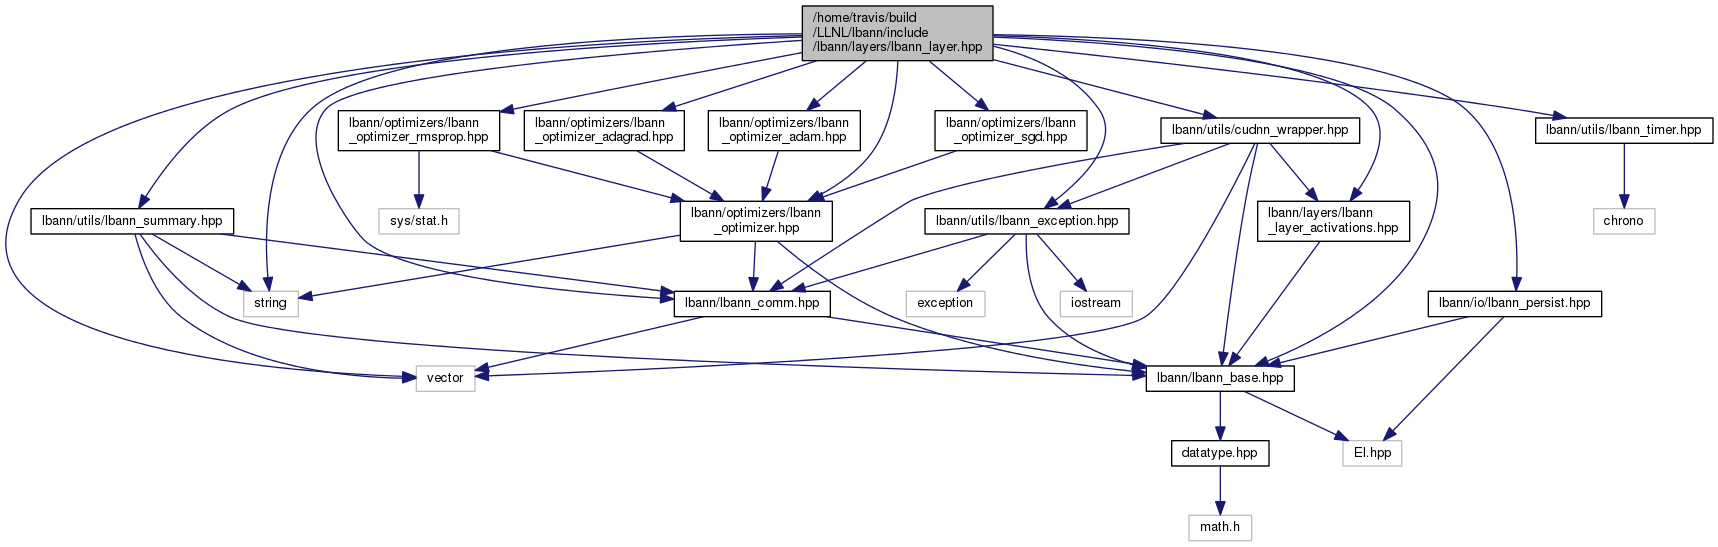 /home/travis/build
/LLNL/lbann/include
/lbann/layers/lbann_layer.hpp
lbann/optimizers/lbann
_optimizer_rmsprop.hpp
lbann/optimizers/lbann
_optimizer_adagrad.hpp
lbann/optimizers/lbann
_optimizer_adam.hpp
lbann/optimizers/lbann
_optimizer_sgd.hpp
lbann/utils/cudnn_wrapper.hpp
lbann/utils/lbann_timer.hpp
lbann/utils/lbann_summary.hpp
sys/stat.h
lbann/optimizers/lbann
_optimizer.hpp
lbann/utils/lbann_exception.hpp
lbann/layers/lbann
_layer_activations.hpp
chrono
string
lbann/lbann_comm.hpp
exception
iostream
lbann/io/lbann_persist.hpp
vector
lbann/lbann_base.hpp
datatype.hpp
El.hpp
math.h